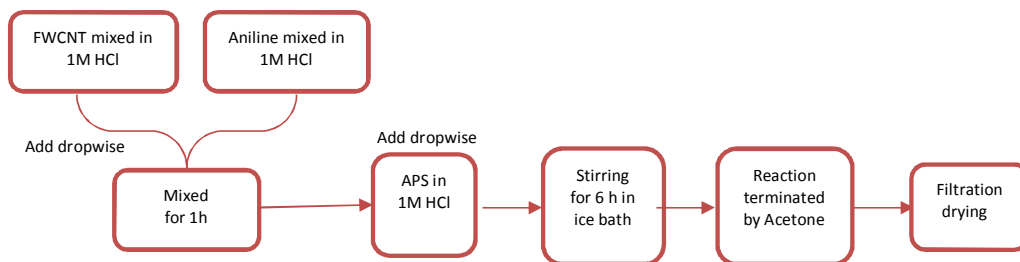 FWCNT mixed in
1M HCl
Aniline mixed in
1M HCl
Add dropwise
Mixed
for 1h
Add dropwise
APS in
1M HCl
Stirring
for 6 h in
ice bath
Reaction
terminated
by Acetone
Filtration
drying